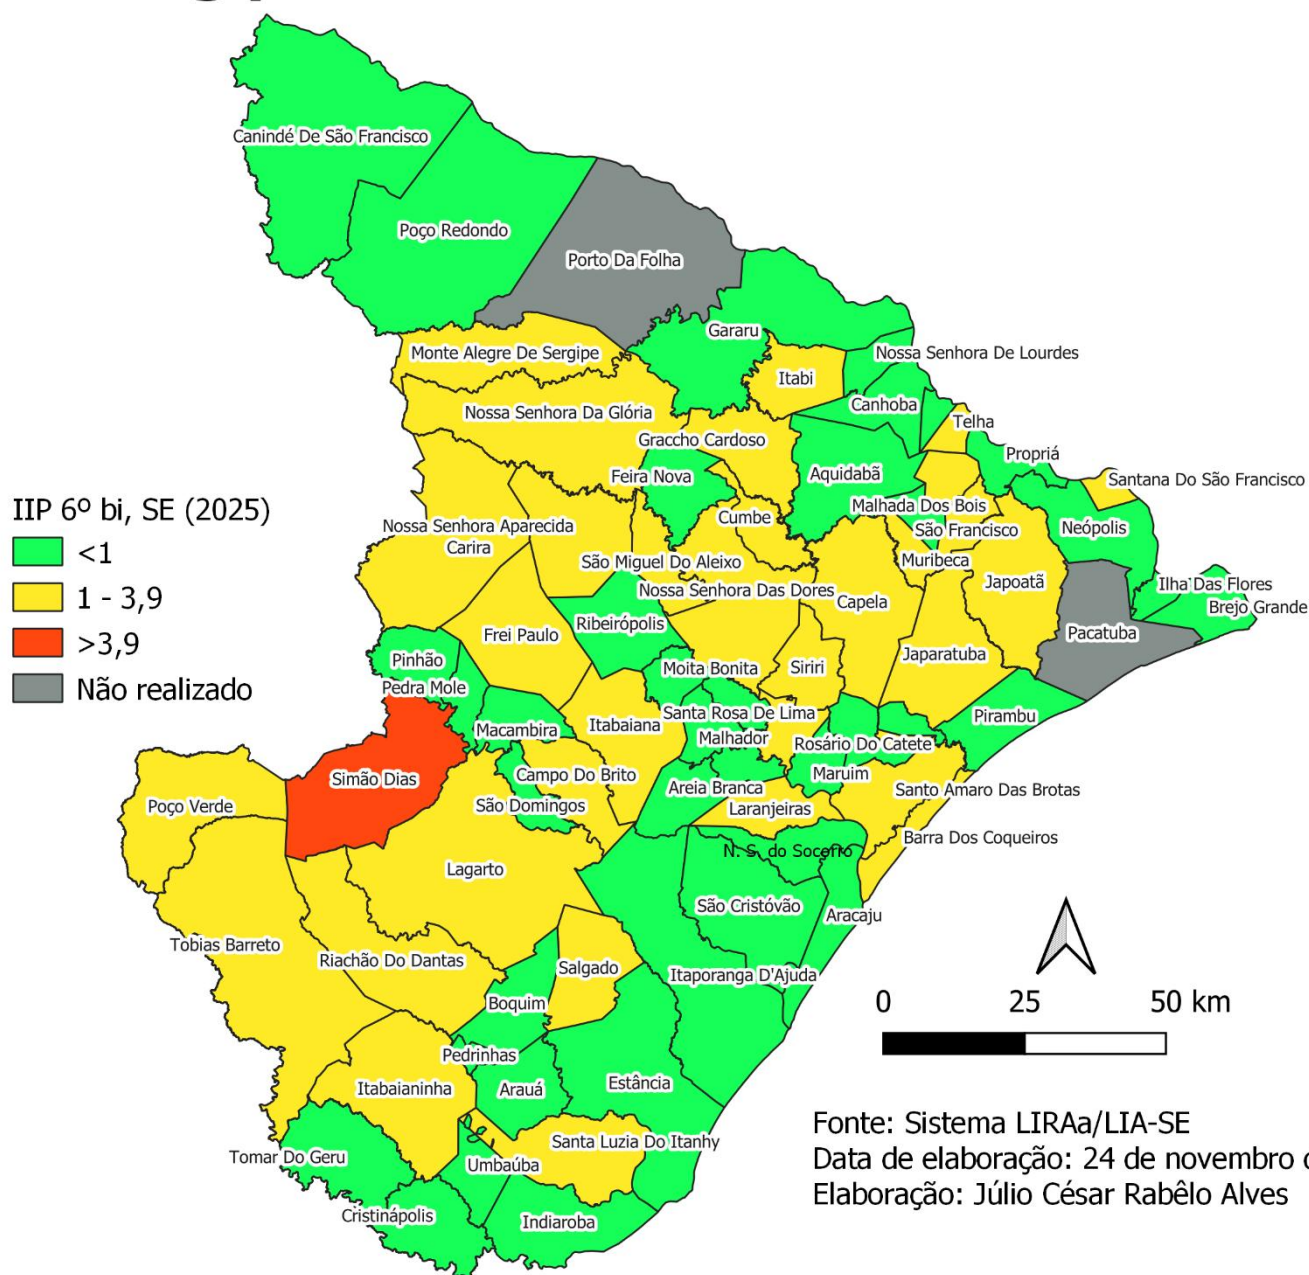 Canindé De São Francisco
Poço Redondo
Porto Da Folha
Gararu
Nossa Senhora De Lourdes
Monte Alegre De Sergipe
Itabi
Canhoba
Nossa Senhora Da Glória
Telha
Graccho Cardoso
Propriá
Feira Nova
Aquidabã
Santana Do São Francisco
Malhada Dos Bois
IIP 6º bi, SE (2025)
<1
1 - 3,9
>3,9
Não realizado
Cumbe
São Francisco
Neópolis
Nossa Senhora Aparecida
Carira
São Miguel Do Aleixo
Muribeca
Japoatã
Ilha Das Flores
Nossa Senhora Das Dores
Capela
Brejo Grande
Ribeirópolis
Frei Paulo
Pacatuba
Japaratuba
Pinhão
Moita Bonita
Siriri
Pedra Mole
Santa Rosa De Lima
Pirambu
Macambira
Itabaiana
Malhador
Rosário Do Catete
Simão Dias
Campo Do Brito
Maruim
Areia Branca
Santo Amaro Das Brotas
Poço Verde
São Domingos
Laranjeiras
Barra Dos Coqueiros
N. S. do Socorro
Lagarto
São Cristóvão
Aracaju
Tobias Barreto
Riachão Do Dantas
Salgado
Itaporanga D'Ajuda
Boquim
0 25 50 km
Pedrinhas
Itabaianinha
Arauá
Estância
Santa Luzia Do Itanhy
Tomar Do Geru
Umbaúba
Cristinápolis
Indiaroba
Fonte: Sistema LIRAa/LIA-SE
Data de elaboração: 24 de novembro
Elaboração: Júlio César Rabêlo Alves